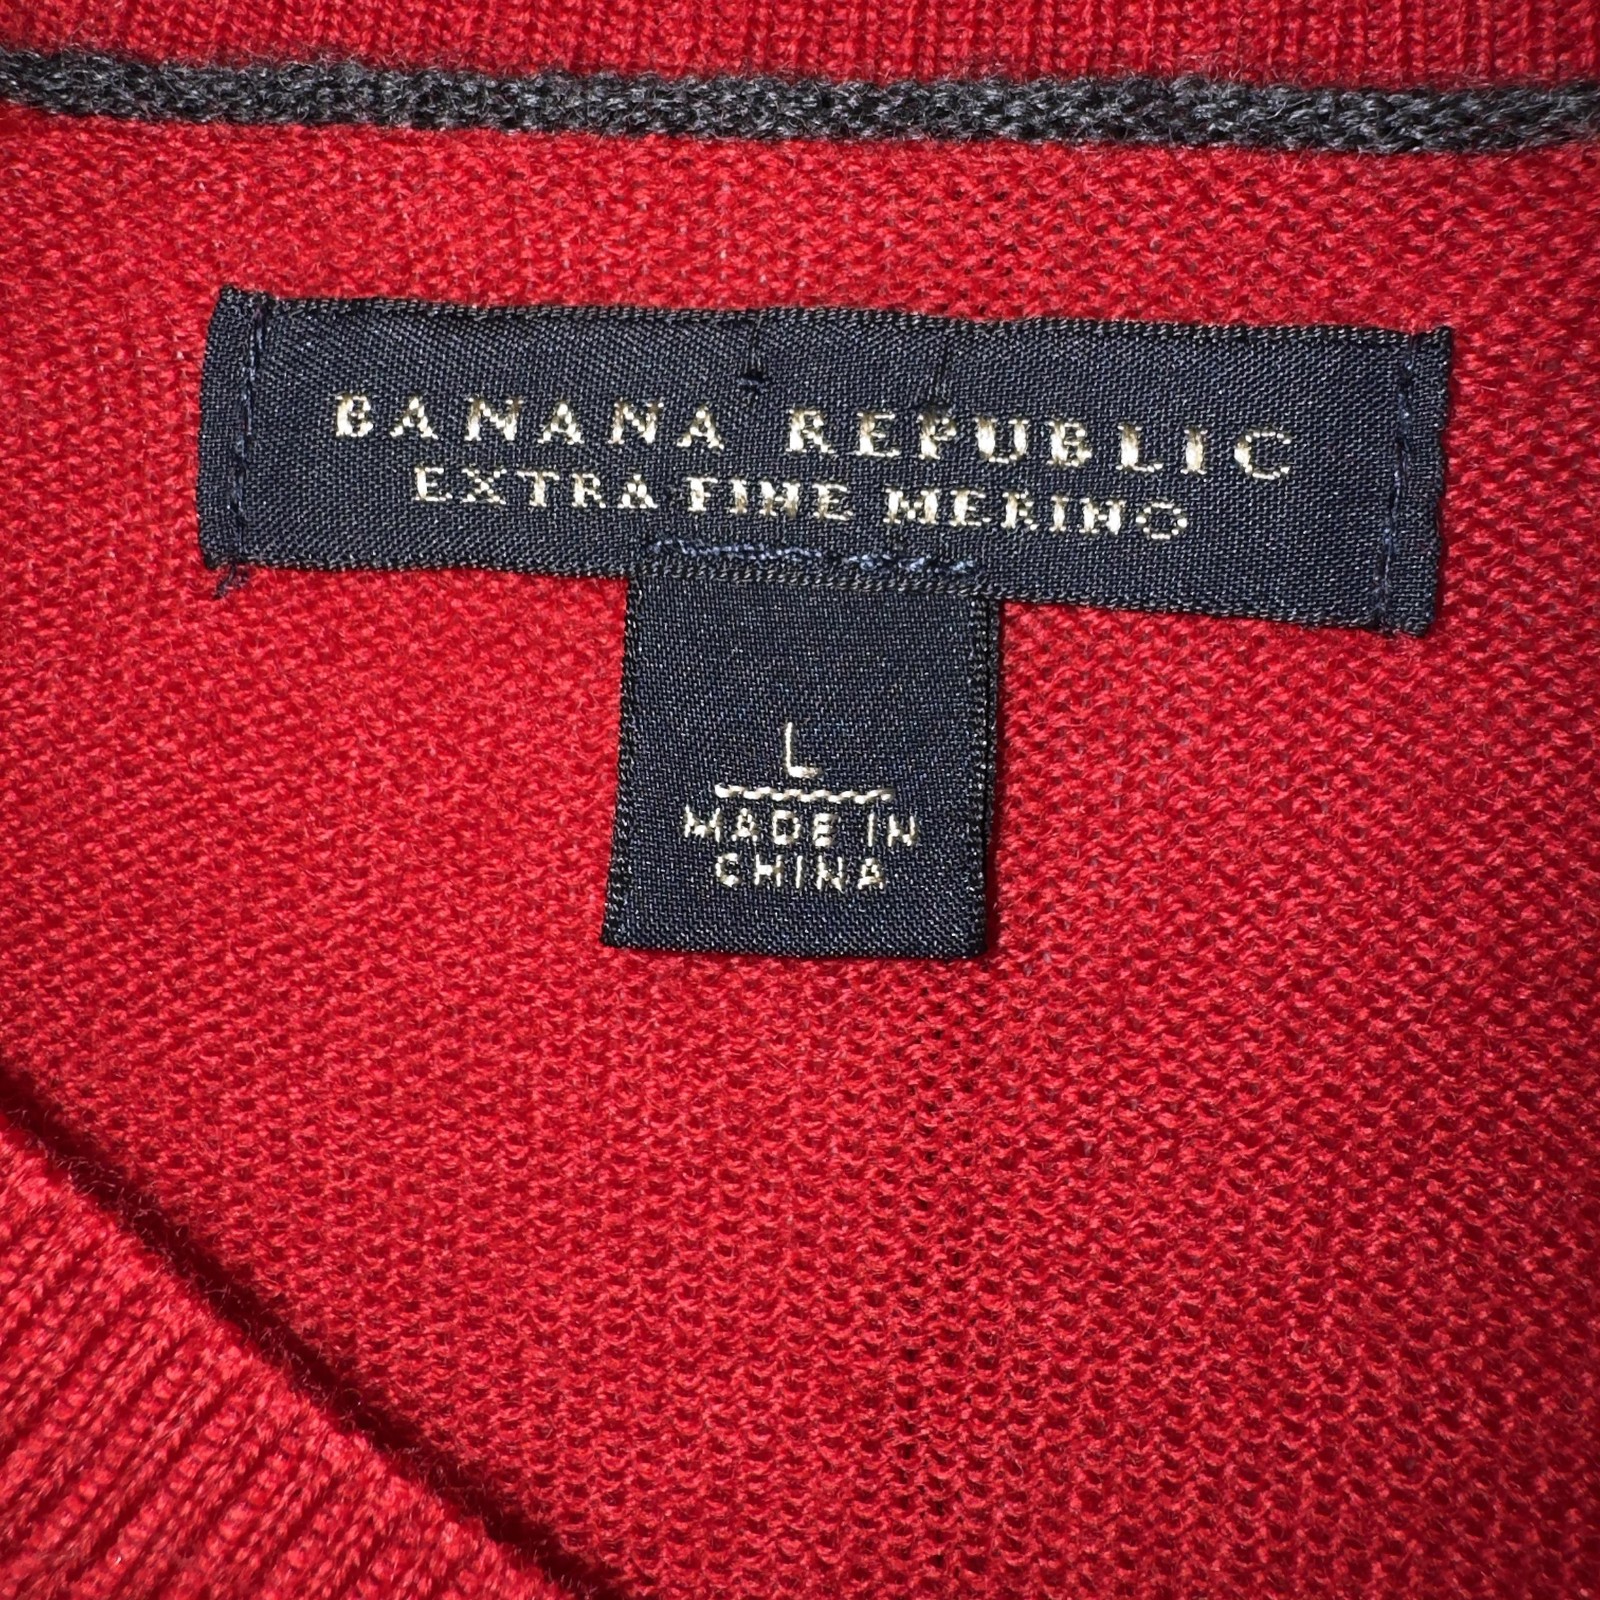 BANANA REPUBLIC
EXTRA FINE MERINO
L
MADE IN
CHINA